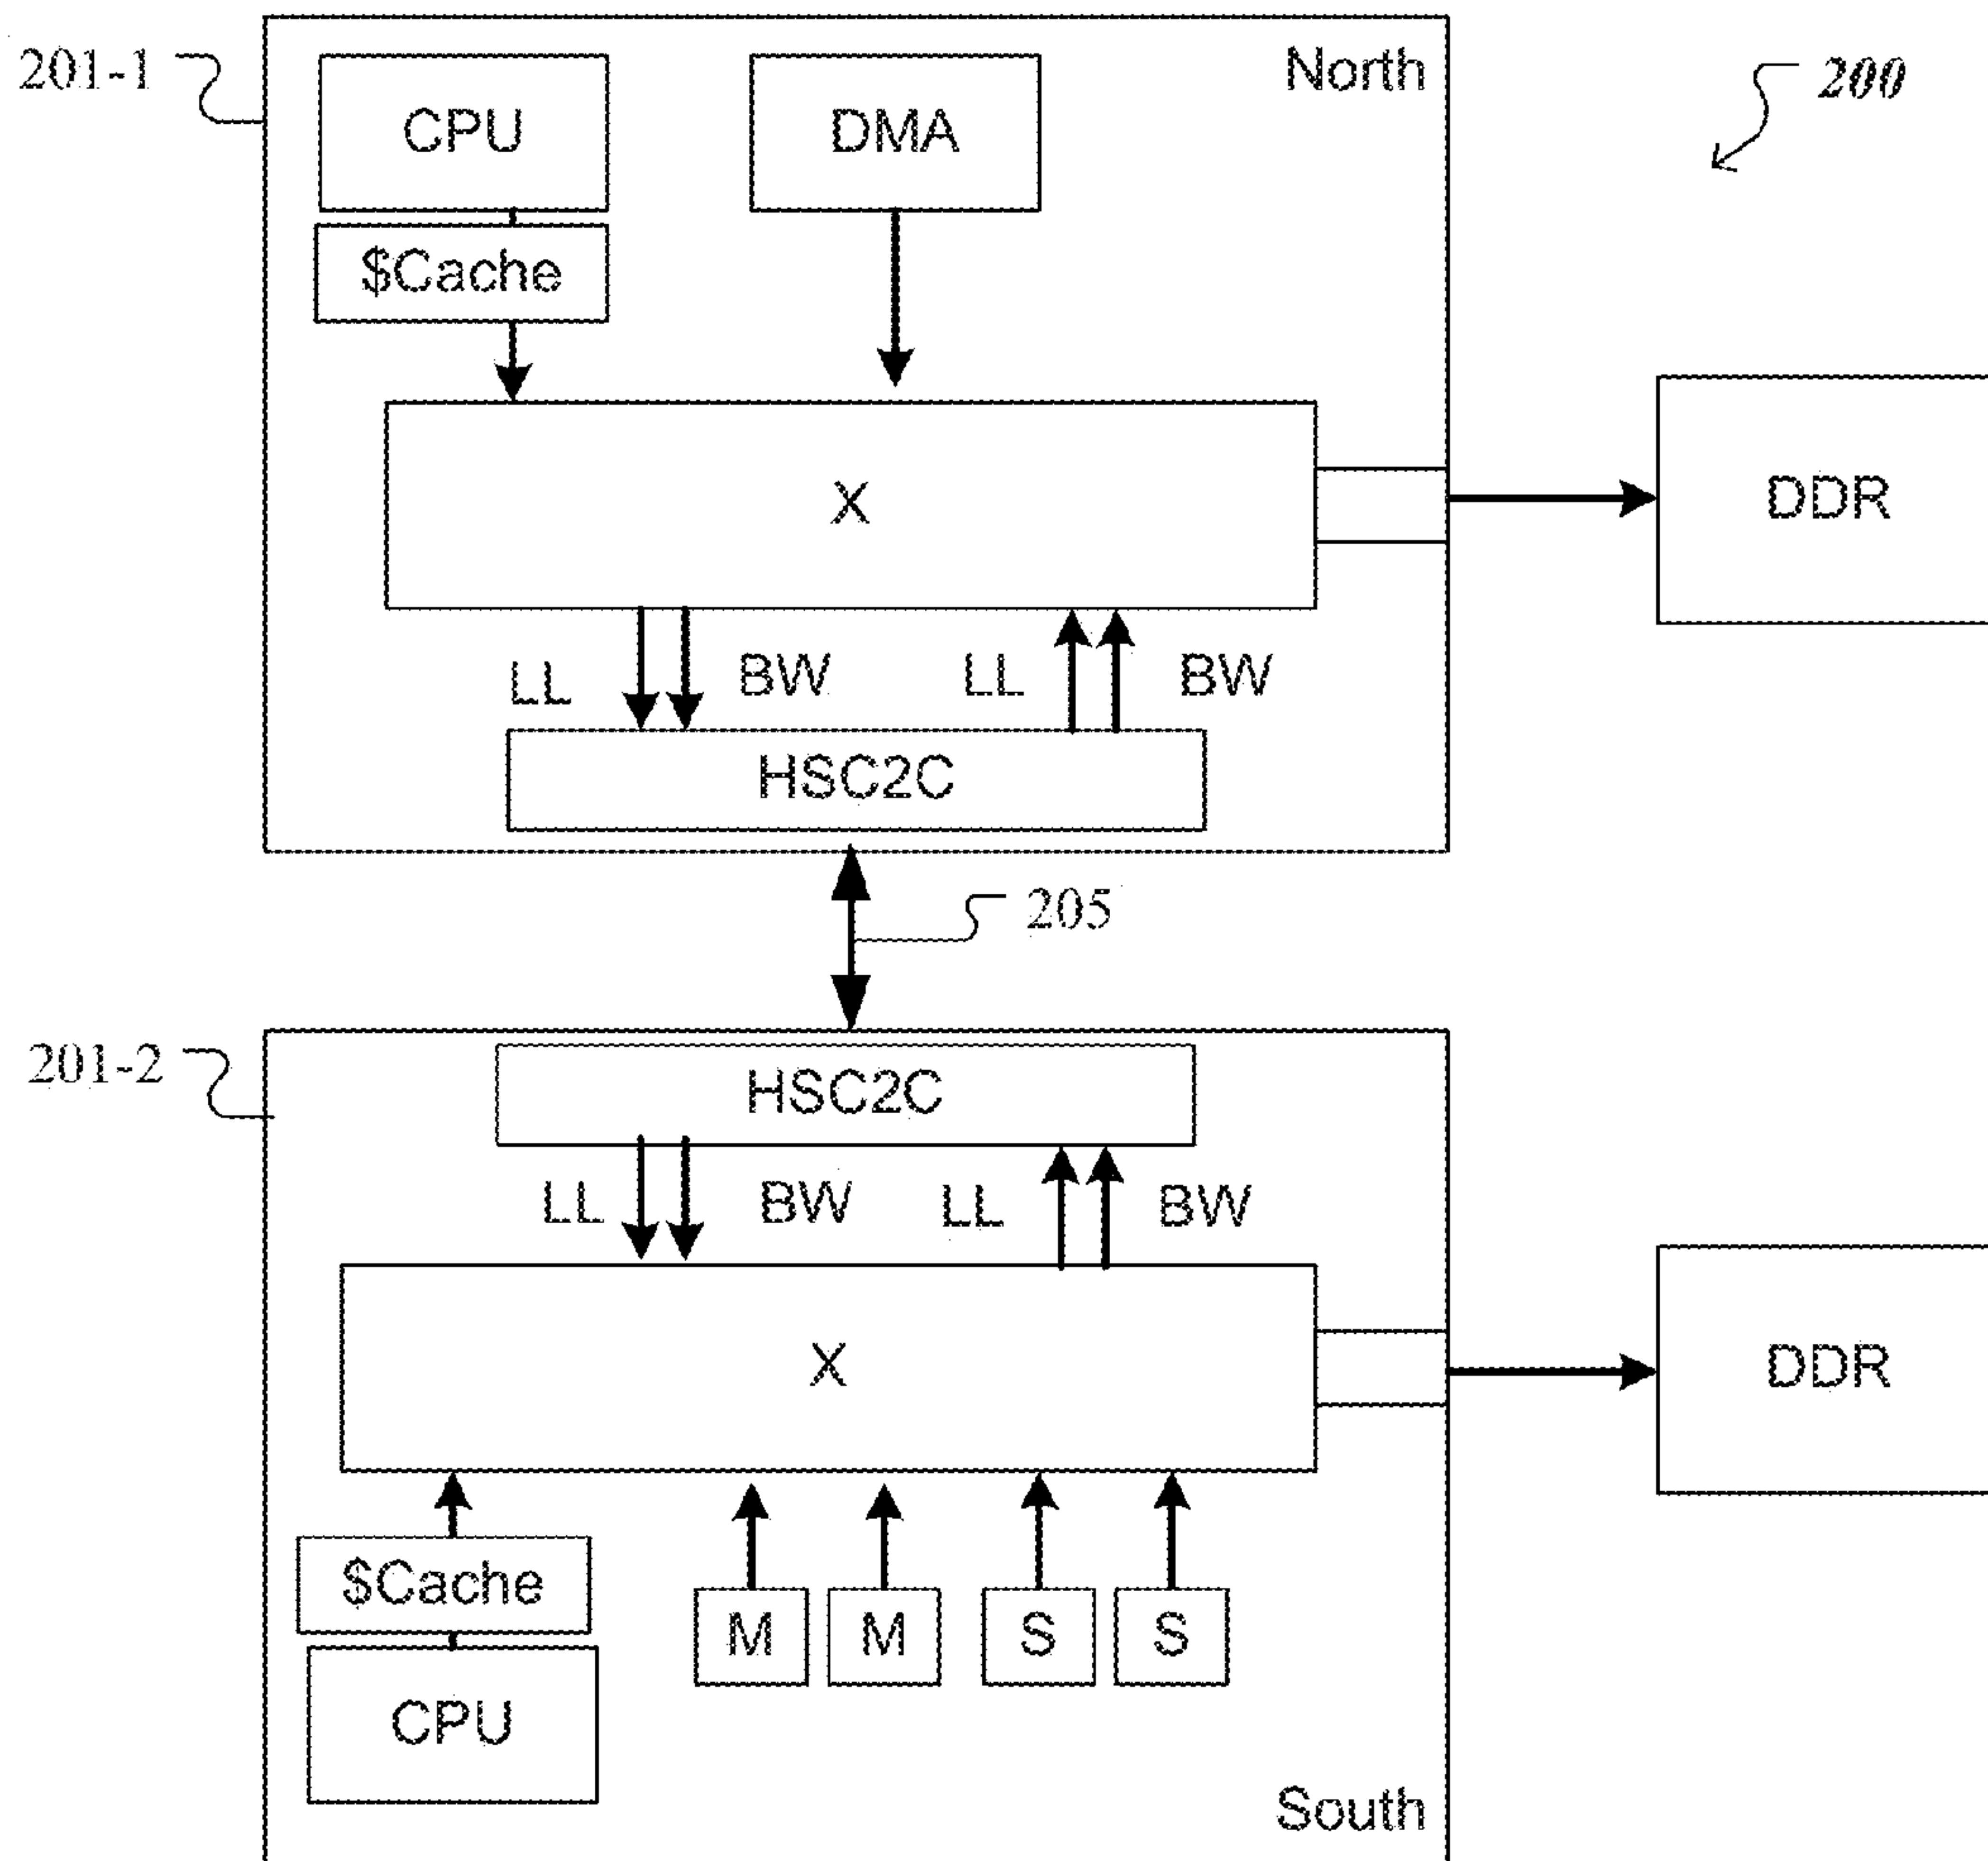 201-1
CPU
DMA
North
200
$Cache
X
DDR
LL
BW
LL
BW
HSC2C
205
201-2
HSC2C
LL
BW
LL
BW
X
DDR
$Cache
M
M
S
S
CPU
South